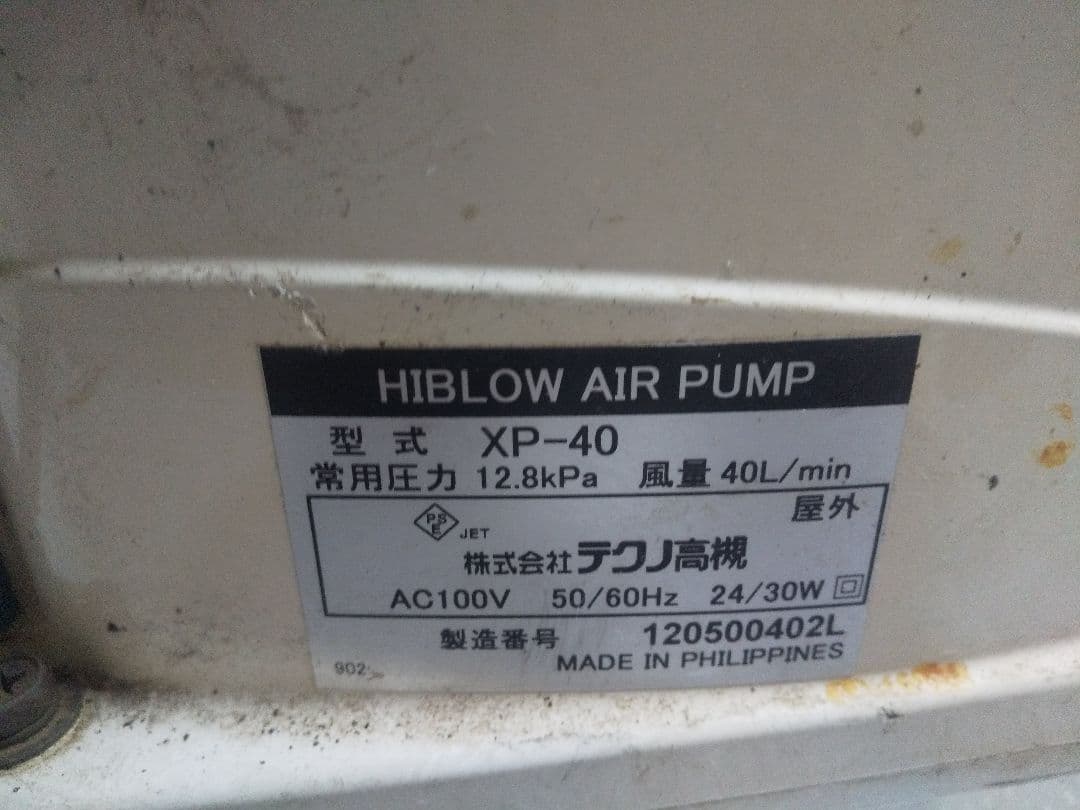 HIBLOW AIR PUMP
型式 XP-40
常用圧力 12.8kPa 風量 40L/min
屋外
PSE JET
株式会社テクノ高槻
AC100V 50/60Hz 24/30W
製造番号 120500402L
MADE IN PHILIPPINES
902